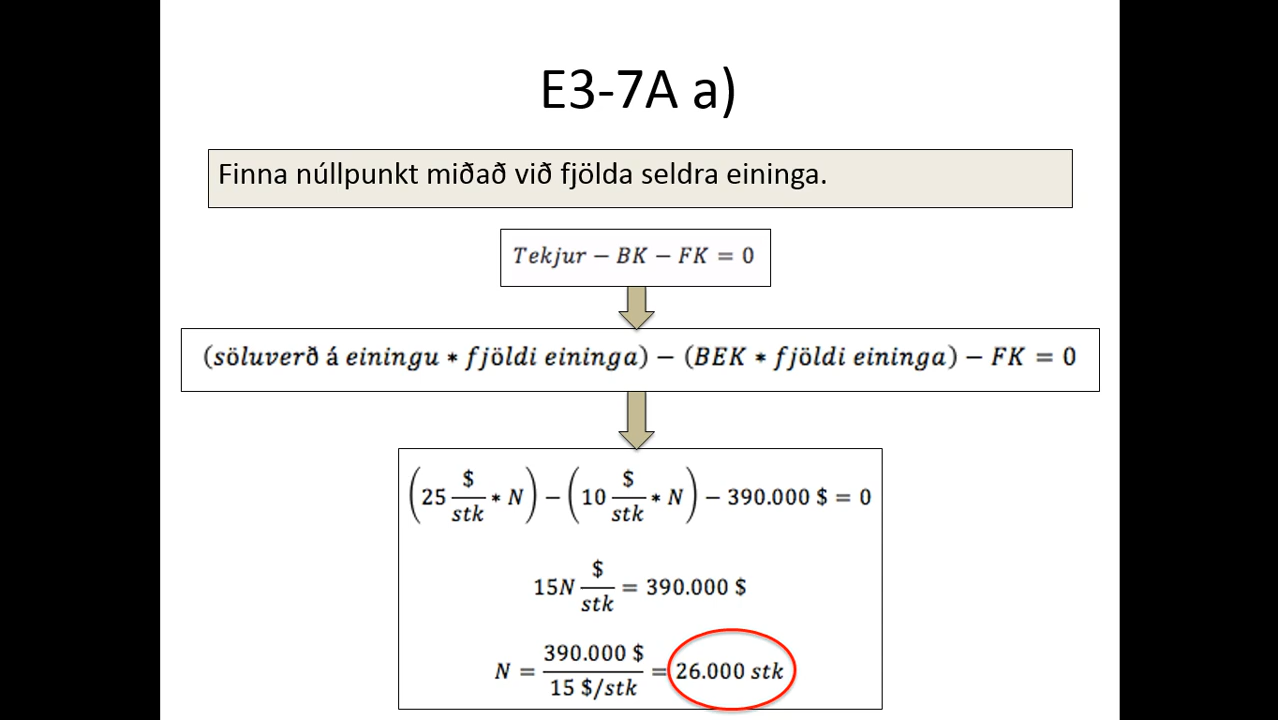 E3-7A a)
Finna núllpunkt miðað við fjölda seldra eininga.
Tekjur − BK − FK = 0
(söluverð á einingu * fjöldi eininga) − (BEK * fjöldi eininga) − FK = 0
(25 $/stk * N) − (10 $/stk * N) − 390.000 $ = 0
15N $/stk = 390.000 $
N = 390.000 $ / 15 $/stk = 26.000 stk